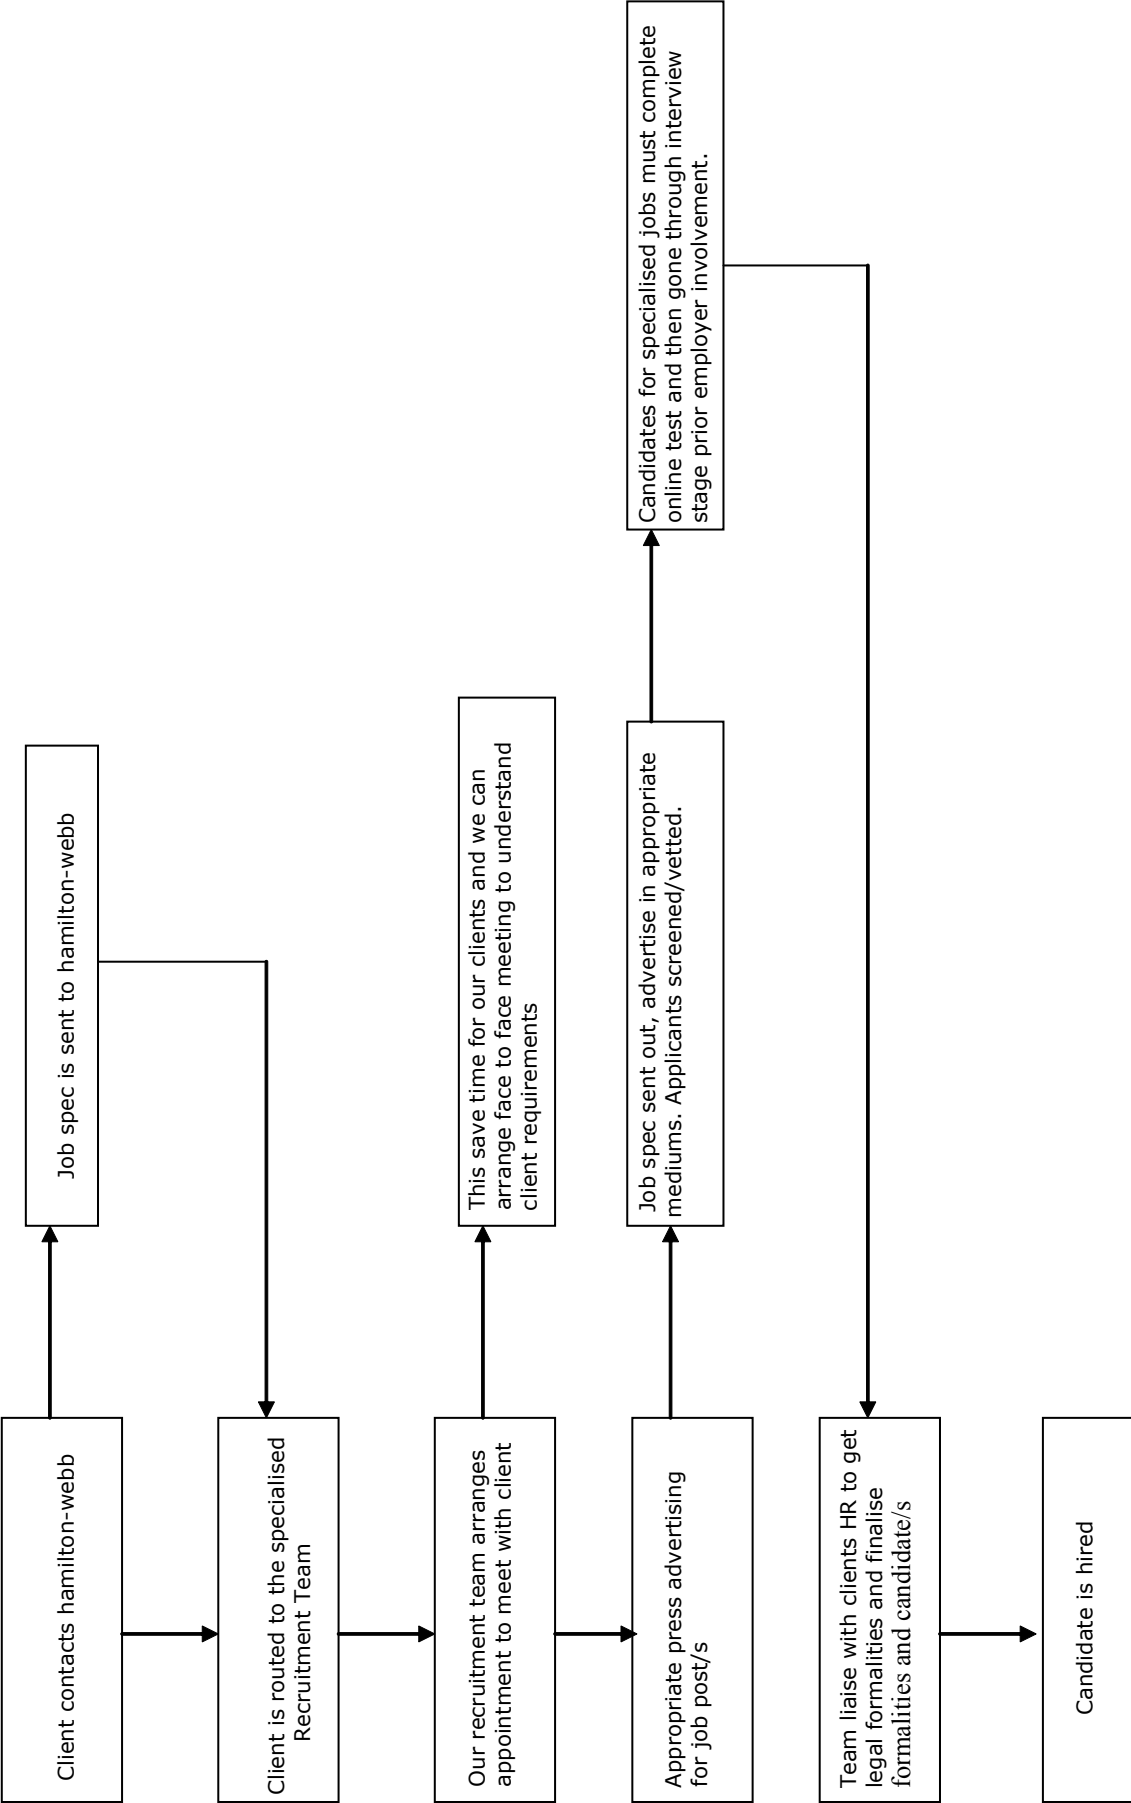 Client contacts hamilton-webb
Job spec is sent to hamilton-webb
Client is routed to the specialised
Recruitment Team
Our recruitment team arranges
appointment to meet with client
This save time for our clients and we can
arrange face to face meeting to understand
client requirements
Appropriate press advertising
for job post/s
Job spec sent out, advertise in appropriate
mediums. Applicants screened/vetted.
Candidates for specialised jobs must complete
online test and then gone through interview
stage prior employer involvement.
Team liaise with clients HR to get
legal formalities and finalise
formalities and candidate/s
Candidate is hired